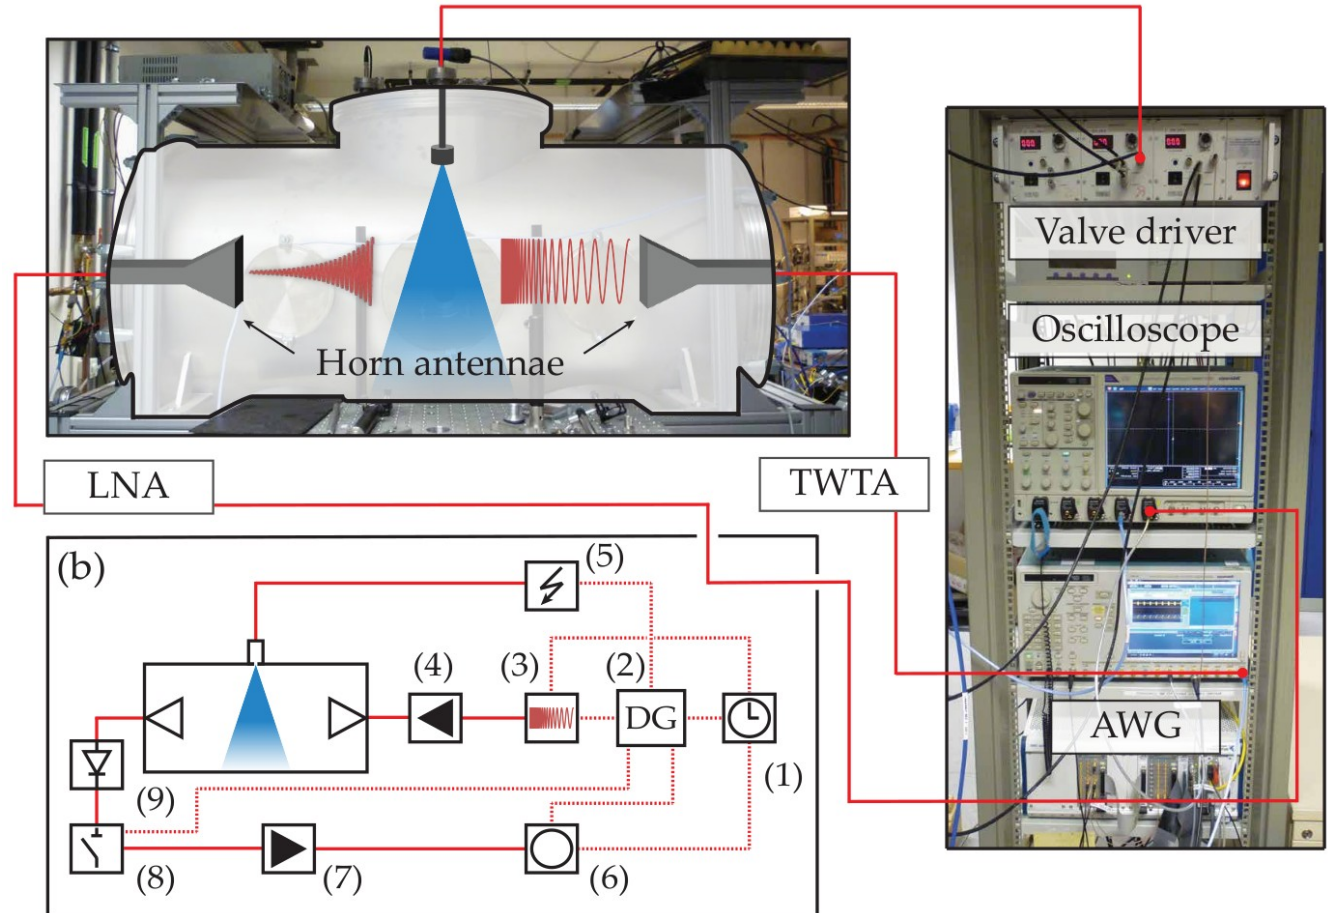 Valve driver
Oscilloscope
Horn antennae
LNA
TWTA
AWG
(b)
(5)
(4)
(3)
(2)
DG
(1)
(9)
(8)
(7)
(6)